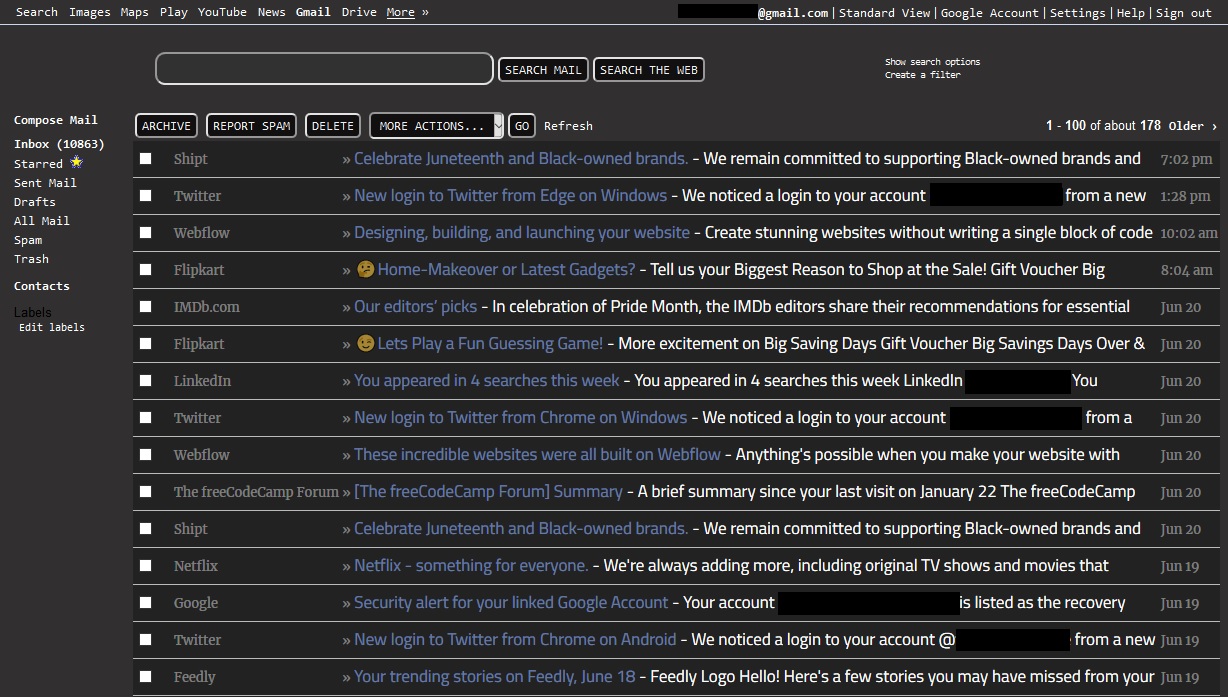 Search Images Maps Play YouTube News Gmail Drive More »
@gmail.com | Standard View | Google Account | Settings | Help | Sign out
SEARCH MAIL SEARCH THE WEB
Show search options
Create a filter
Compose Mail
Inbox (10863)
Starred
Sent Mail
Drafts
All Mail
Spam
Trash
Contacts
Labels
Edit labels
ARCHIVE REPORT SPAM DELETE MORE ACTIONS... GO Refresh 1 - 100 of about 178 Older ›
Shipt » Celebrate Juneteenth and Black-owned brands. - We remain committed to supporting Black-owned brands and 7:02 pm
Twitter » New login to Twitter from Edge on Windows - We noticed a login to your account from a new 1:28 pm
Webflow » Designing, building, and launching your website - Create stunning websites without writing a single block of code 10:02 am
Flipkart » 🤔Home-Makeover or Latest Gadgets? - Tell us your Biggest Reason to Shop at the Sale! Gift Voucher Big 8:04 am
IMDb.com » Our editors’ picks - In celebration of Pride Month, the IMDb editors share their recommendations for essential Jun 20
Flipkart » 😉Lets Play a Fun Guessing Game! - More excitement on Big Saving Days Gift Voucher Big Savings Days Over & Jun 20
LinkedIn » You appeared in 4 searches this week - You appeared in 4 searches this week LinkedIn You Jun 20
Twitter » New login to Twitter from Chrome on Windows - We noticed a login to your account from a Jun 20
Webflow » These incredible websites were all built on Webflow - Anything's possible when you make your website with Jun 20
The freeCodeCamp Forum » [The freeCodeCamp Forum] Summary - A brief summary since your last visit on January 22 The freeCodeCamp Jun 20
Shipt » Celebrate Juneteenth and Black-owned brands. - We remain committed to supporting Black-owned brands and Jun 20
Netflix » Netflix - something for everyone. - We're always adding more, including original TV shows and movies that Jun 19
Google » Security alert for your linked Google Account - Your account is listed as the recovery Jun 19
Twitter » New login to Twitter from Chrome on Android - We noticed a login to your account @ from a new Jun 19
Feedly » Your trending stories on Feedly, June 18 - Feedly Logo Hello! Here's a few stories you may have missed from your Jun 19